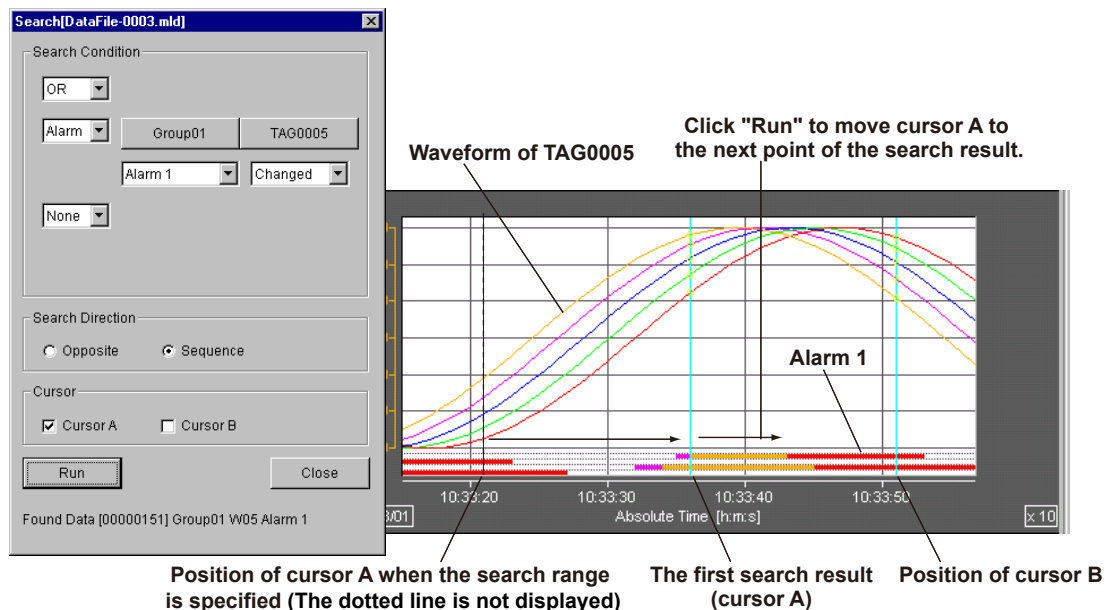 Search[DataFile-0003.mld]
Search Condition
OR
Alarm Group01 TAG0005
Alarm 1 Changed
None
Search Direction
Opposite Sequence
Cursor
Cursor A Cursor B
Run Close
Found Data [00000151] Group01 W05 Alarm 1
Waveform of TAG0005
Click "Run" to move cursor A to
the next point of the search result.
Alarm 1
10:33:20 10:33:30 10:33:40 10:33:50
/01 Absolute Time [h:m:s] x 10
Position of cursor A when the search range
is specified (The dotted line is not displayed)
The first search result
(cursor A)
Position of cursor B